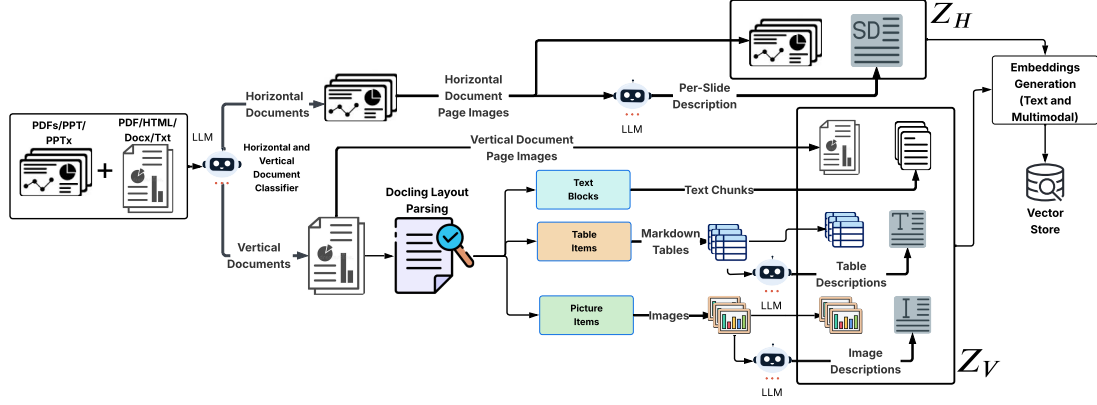 PDFs/PPT/
PPTx
+
PDF/HTML/
Docx/Txt
LLM
Horizontal and
Vertical
Document
Classifier
Horizontal
Documents
Horizontal
Document
Page Images
LLM
Per-Slide
Description
SD
Z_H
Embeddings
Generation
(Text and
Multimodal)
Vector
Store
Vertical
Documents
Vertical Document
Page Images
Docling Layout
Parsing
Text
Blocks
Text Chunks
Table
Items
Markdown
Tables
LLM
Table
Descriptions
T
Picture
Items
Images
LLM
Image
Descriptions
I
Z_V